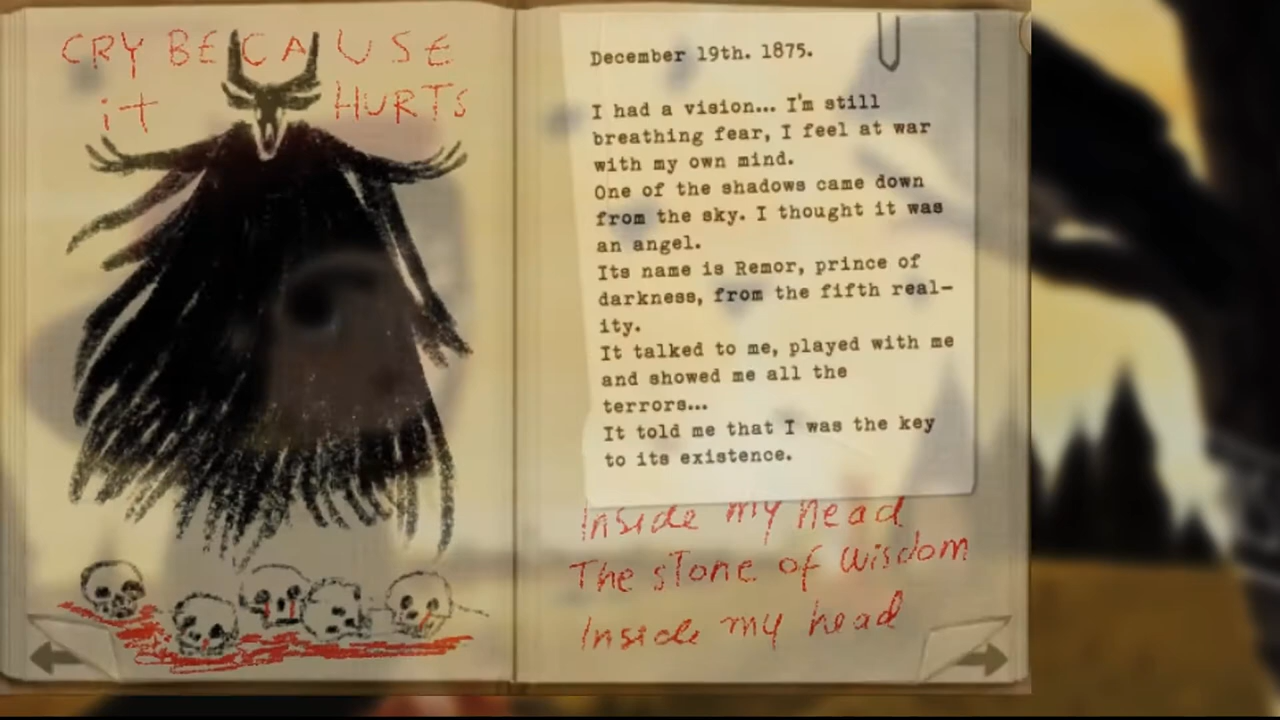 CRY BECAUSE
it HURTS
December 19th. 1875.
I had a vision... I'm still
breathing fear, I feel at war
with my own mind.
One of the shadows came down
from the sky. I thought it was
an angel.
Its name is Remor, prince of
darkness, from the fifth real-
ity.
It talked to me, played with me
and showed me all the
terrors...
It told me that I was the key
to its existence.
Inside my head
The stone of wisdom
Inside my head